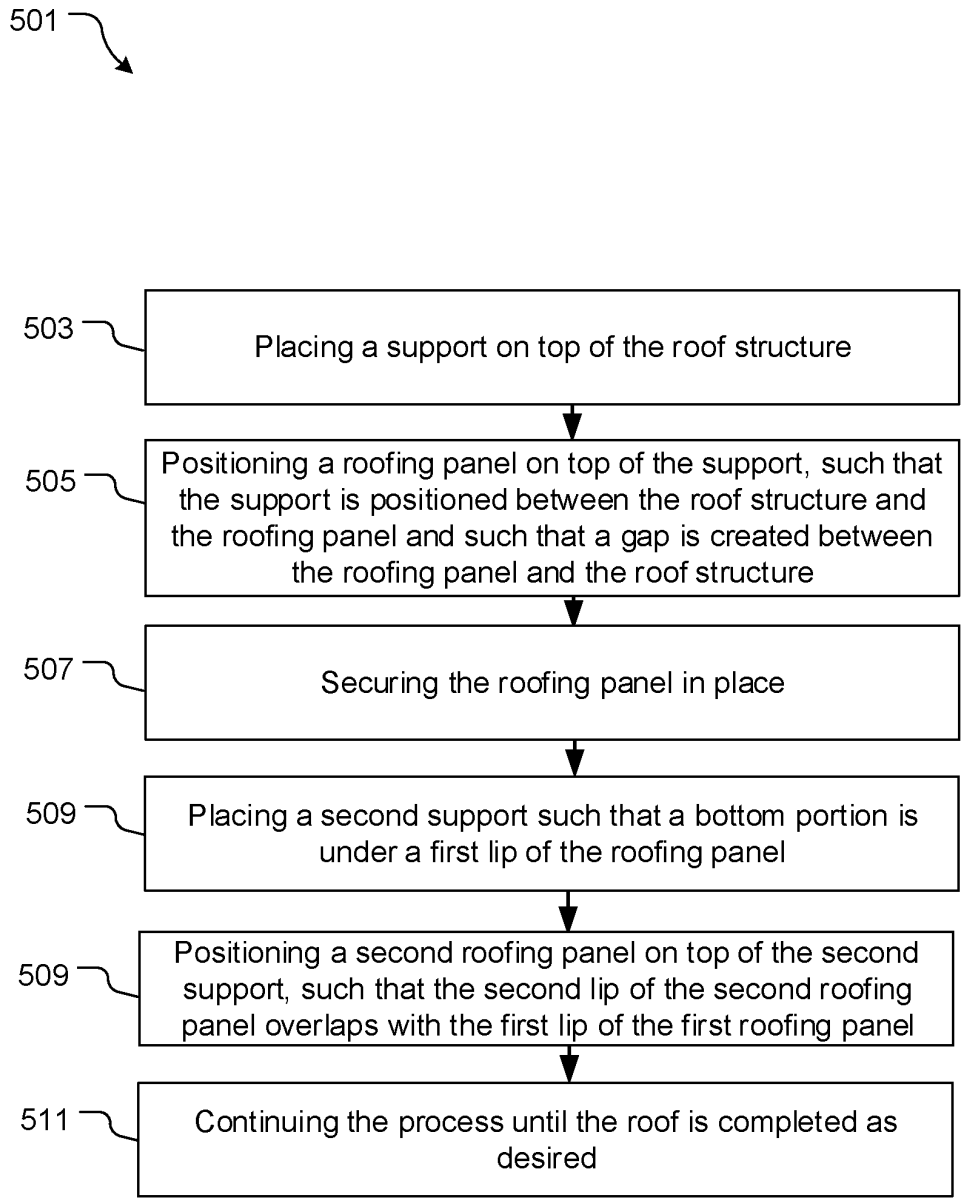 501
503
Placing a support on top of the roof structure
505
Positioning a roofing panel on top of the support, such that
the support is positioned between the roof structure and
the roofing panel and such that a gap is created between
the roofing panel and the roof structure
507
Securing the roofing panel in place
509
Placing a second support such that a bottom portion is
under a first lip of the roofing panel
509
Positioning a second roofing panel on top of the second
support, such that the second lip of the second roofing
panel overlaps with the first lip of the first roofing panel
511
Continuing the process until the roof is completed as
desired